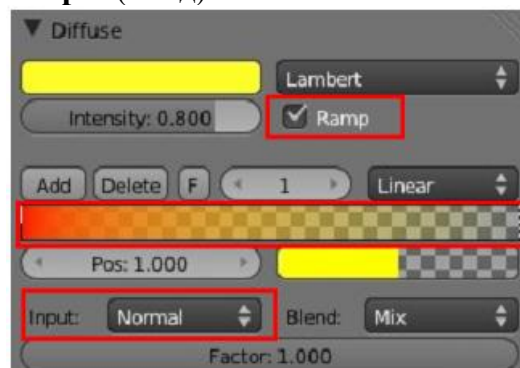 Diffuse
Lambert
Intensity: 0.800 Ramp
Add Delete F 1 Linear
Pos: 1.000
Input: Normal Blend: Mix
Factor: 1.000